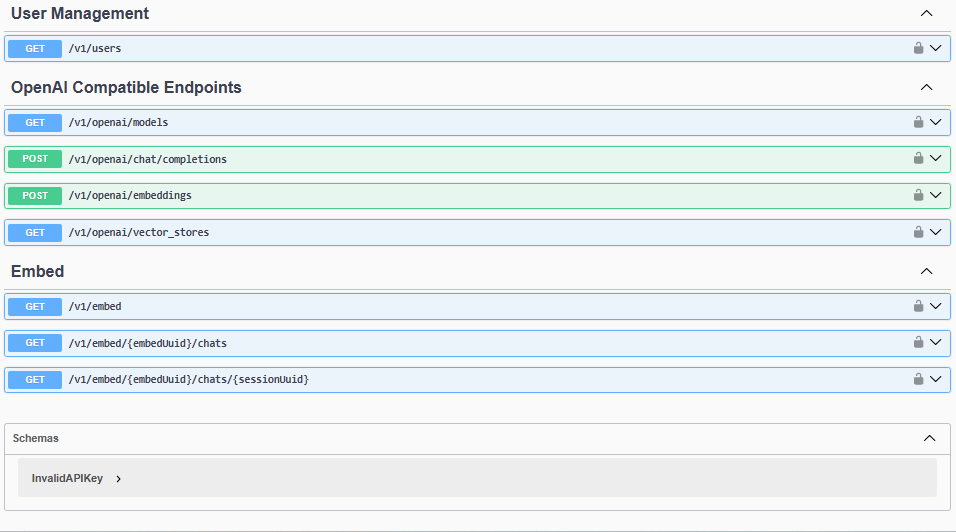 User Management
GET /v1/users
OpenAI Compatible Endpoints
GET /v1/openai/models
POST /v1/openai/chat/completions
POST /v1/openai/embeddings
GET /v1/openai/vector_stores
Embed
GET /v1/embed
GET /v1/embed/{embedUuid}/chats
GET /v1/embed/{embedUuid}/chats/{sessionUuid}
Schemas
InvalidAPIKey